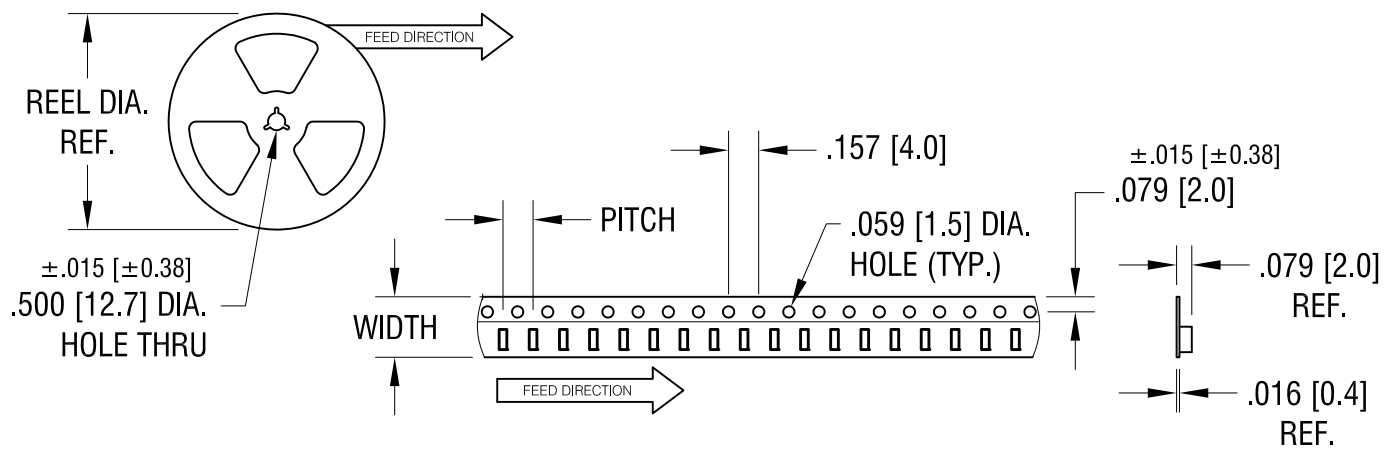 FEED DIRECTION
REEL DIA.
REF.
±.015 [±0.38]
.500 [12.7] DIA.
HOLE THRU
.157 [4.0]
PITCH
.059 [1.5] DIA.
HOLE (TYP.)
WIDTH
FEED DIRECTION
±.015 [±0.38]
.079 [2.0]
.079 [2.0]
REF.
.016 [0.4]
REF.